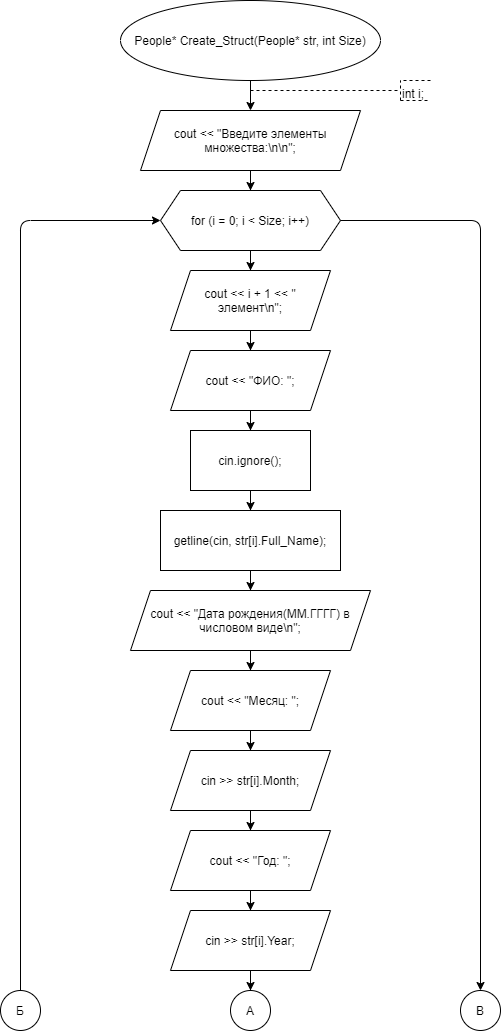 People* Create_Struct(People* str, int Size)
int i;
cout << "Введите элементы
множества:\n\n";
for (i = 0; i < Size; i++)
cout << i + 1 << "
элемент\n";
cout << "ФИО: ";
cin.ignore();
getline(cin, str[i].Full_Name);
cout << "Дата рождения(ММ.ГГГГ) в
числовом виде\n";
cout << "Месяц: ";
cin >> str[i].Month;
cout << "Год: ";
cin >> str[i].Year;
Б
А
В